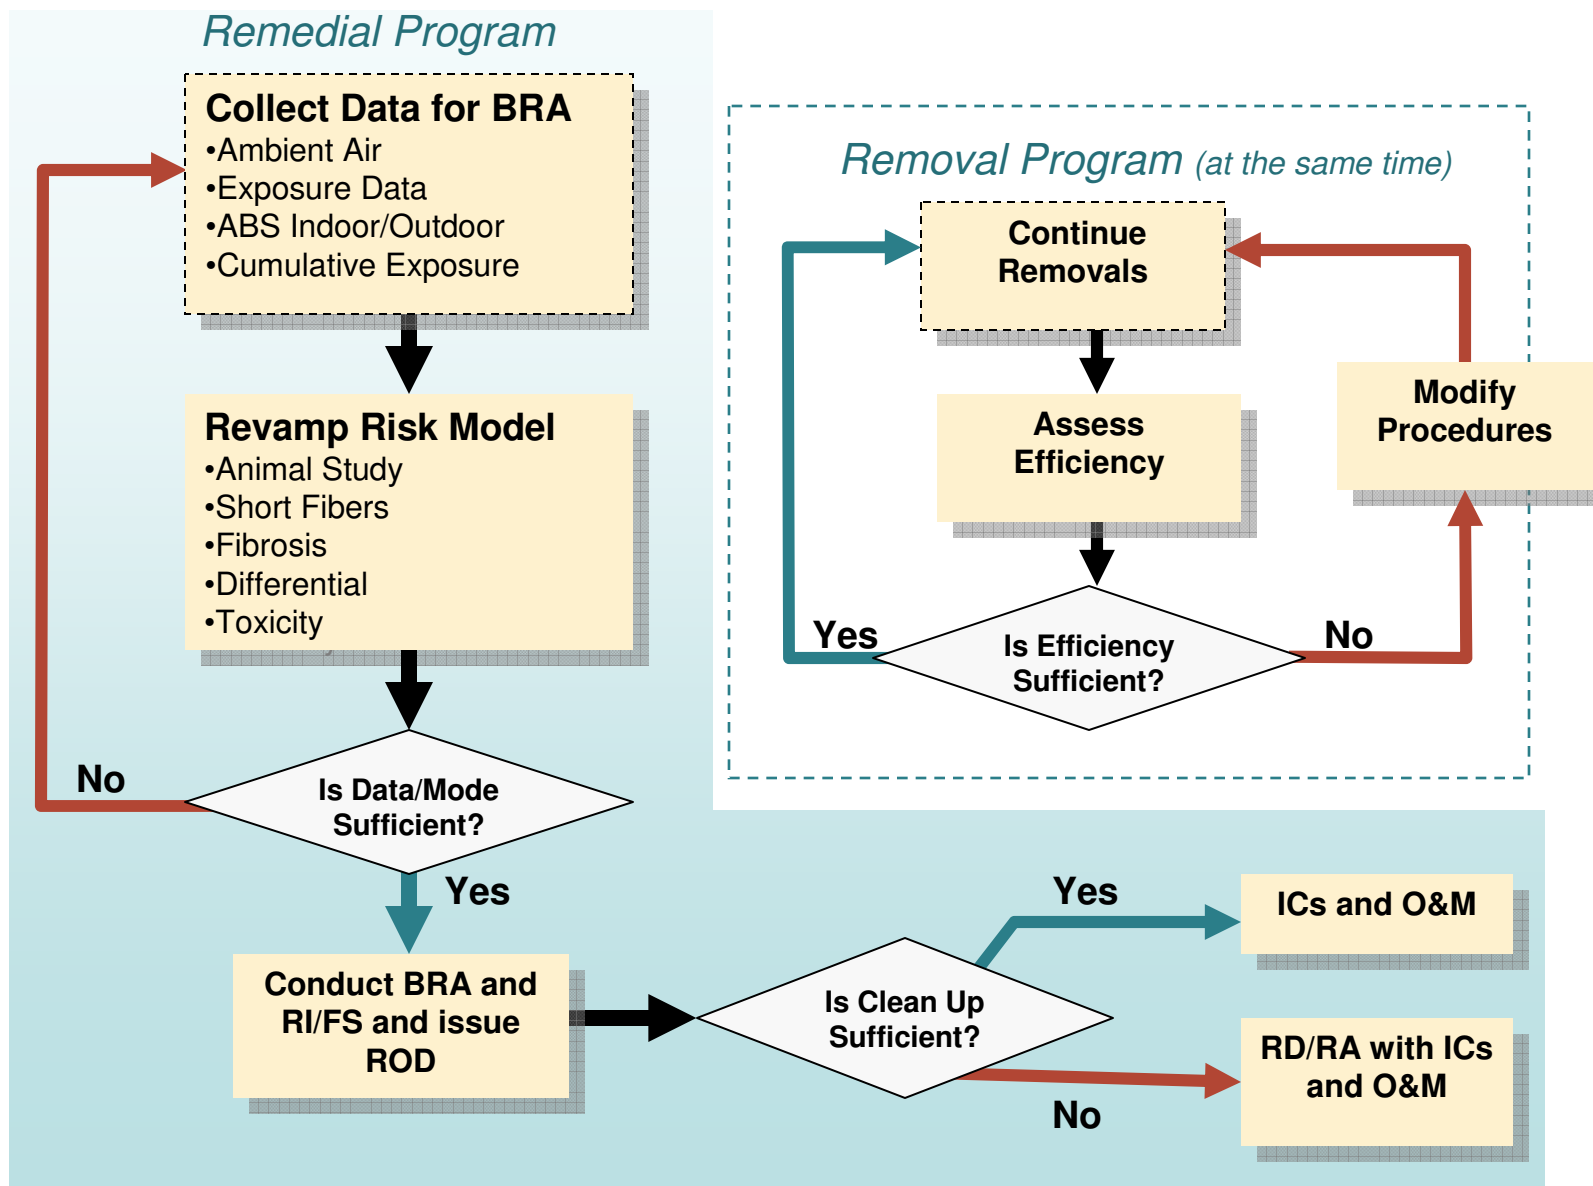 Remedial Program
Collect Data for BRA
•Ambient Air
•Exposure Data
•ABS Indoor/Outdoor
•Cumulative Exposure
Revamp Risk Model
•Animal Study
•Short Fibers
•Fibrosis
•Differential
•Toxicity
Is Data/Mode
Sufficient?
No
Yes
Conduct BRA and
RI/FS and issue
ROD
Is Clean Up
Sufficient?
Yes
ICs and O&M
No
RD/RA with ICs
and O&M
Removal Program (at the same time)
Continue
Removals
Assess
Efficiency
Is Efficiency
Sufficient?
Yes
No
Modify
Procedures